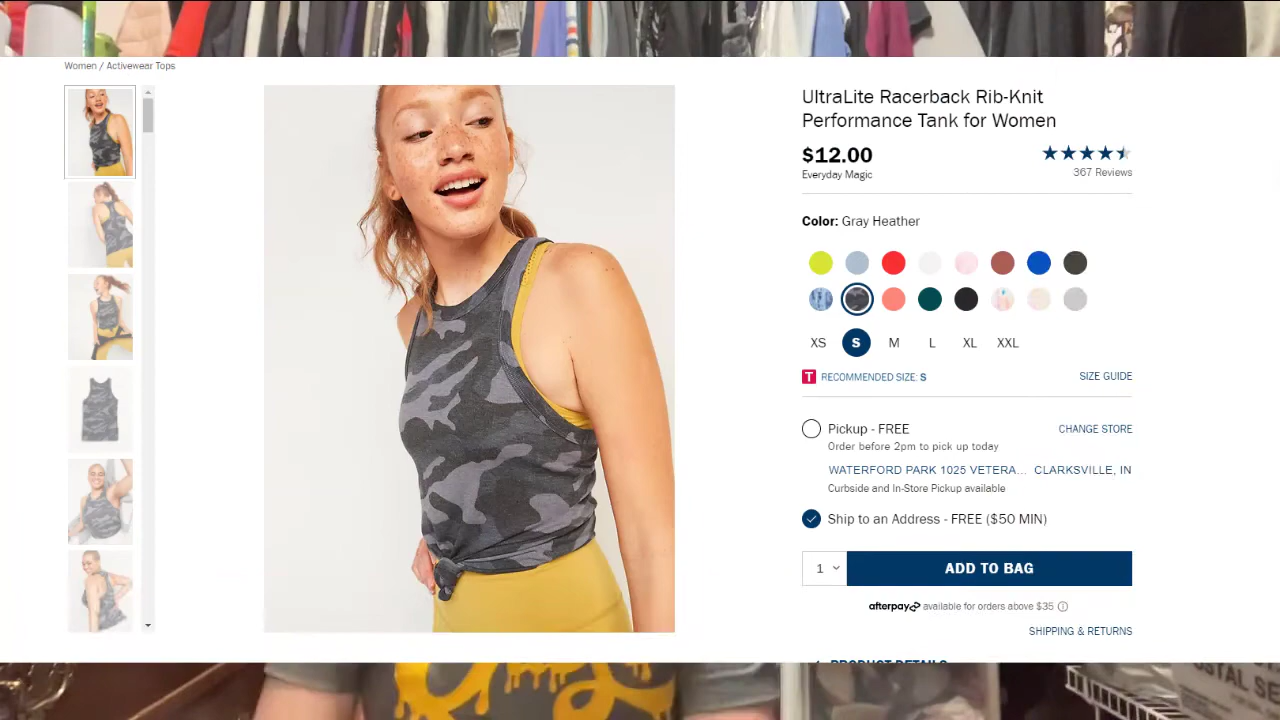 Women / Activewear Tops
UltraLite Racerback Rib-Knit
Performance Tank for Women
$12.00
Everyday Magic
367 Reviews
Color: Gray Heather
XS S M L XL XXL
T RECOMMENDED SIZE: S
SIZE GUIDE
Pickup - FREE
CHANGE STORE
Order before 2pm to pick up today
WATERFORD PARK 1025 VETERA... CLARKSVILLE, IN
Curbside and In-Store Pickup available
Ship to an Address - FREE ($50 MIN)
1
ADD TO BAG
afterpay available for orders above $35
SHIPPING & RETURNS
PRODUCT DETAILS